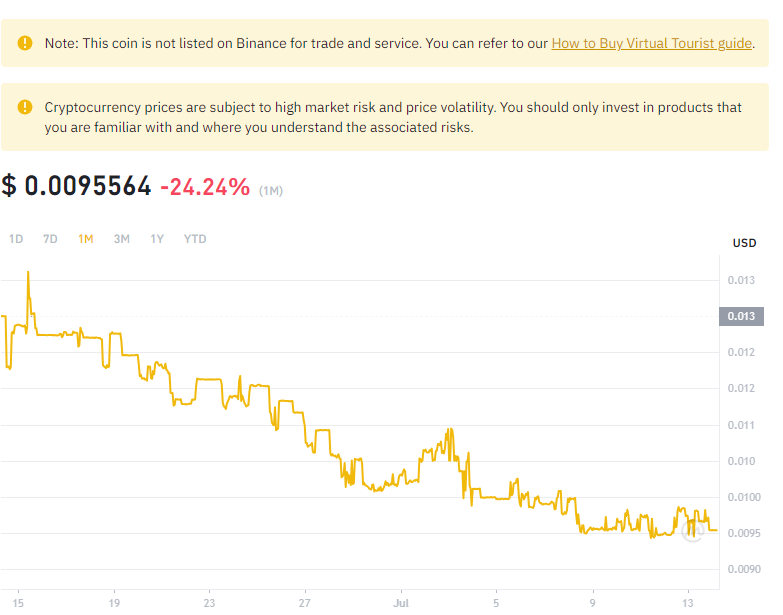 Note: This coin is not listed on Binance for trade and service. You can refer to our How to Buy Virtual Tourist guide.
Cryptocurrency prices are subject to high market risk and price volatility. You should only invest in products that
you are familiar with and where you understand the associated risks.
$ 0.0095564 -24.24% (1M)
1D 7D 1M 3M 1Y YTD
USD
0.013
0.013
0.012
0.012
0.011
0.010
0.0100
0.0095
0.0090
15 19 23 27 Jul 5 9 13